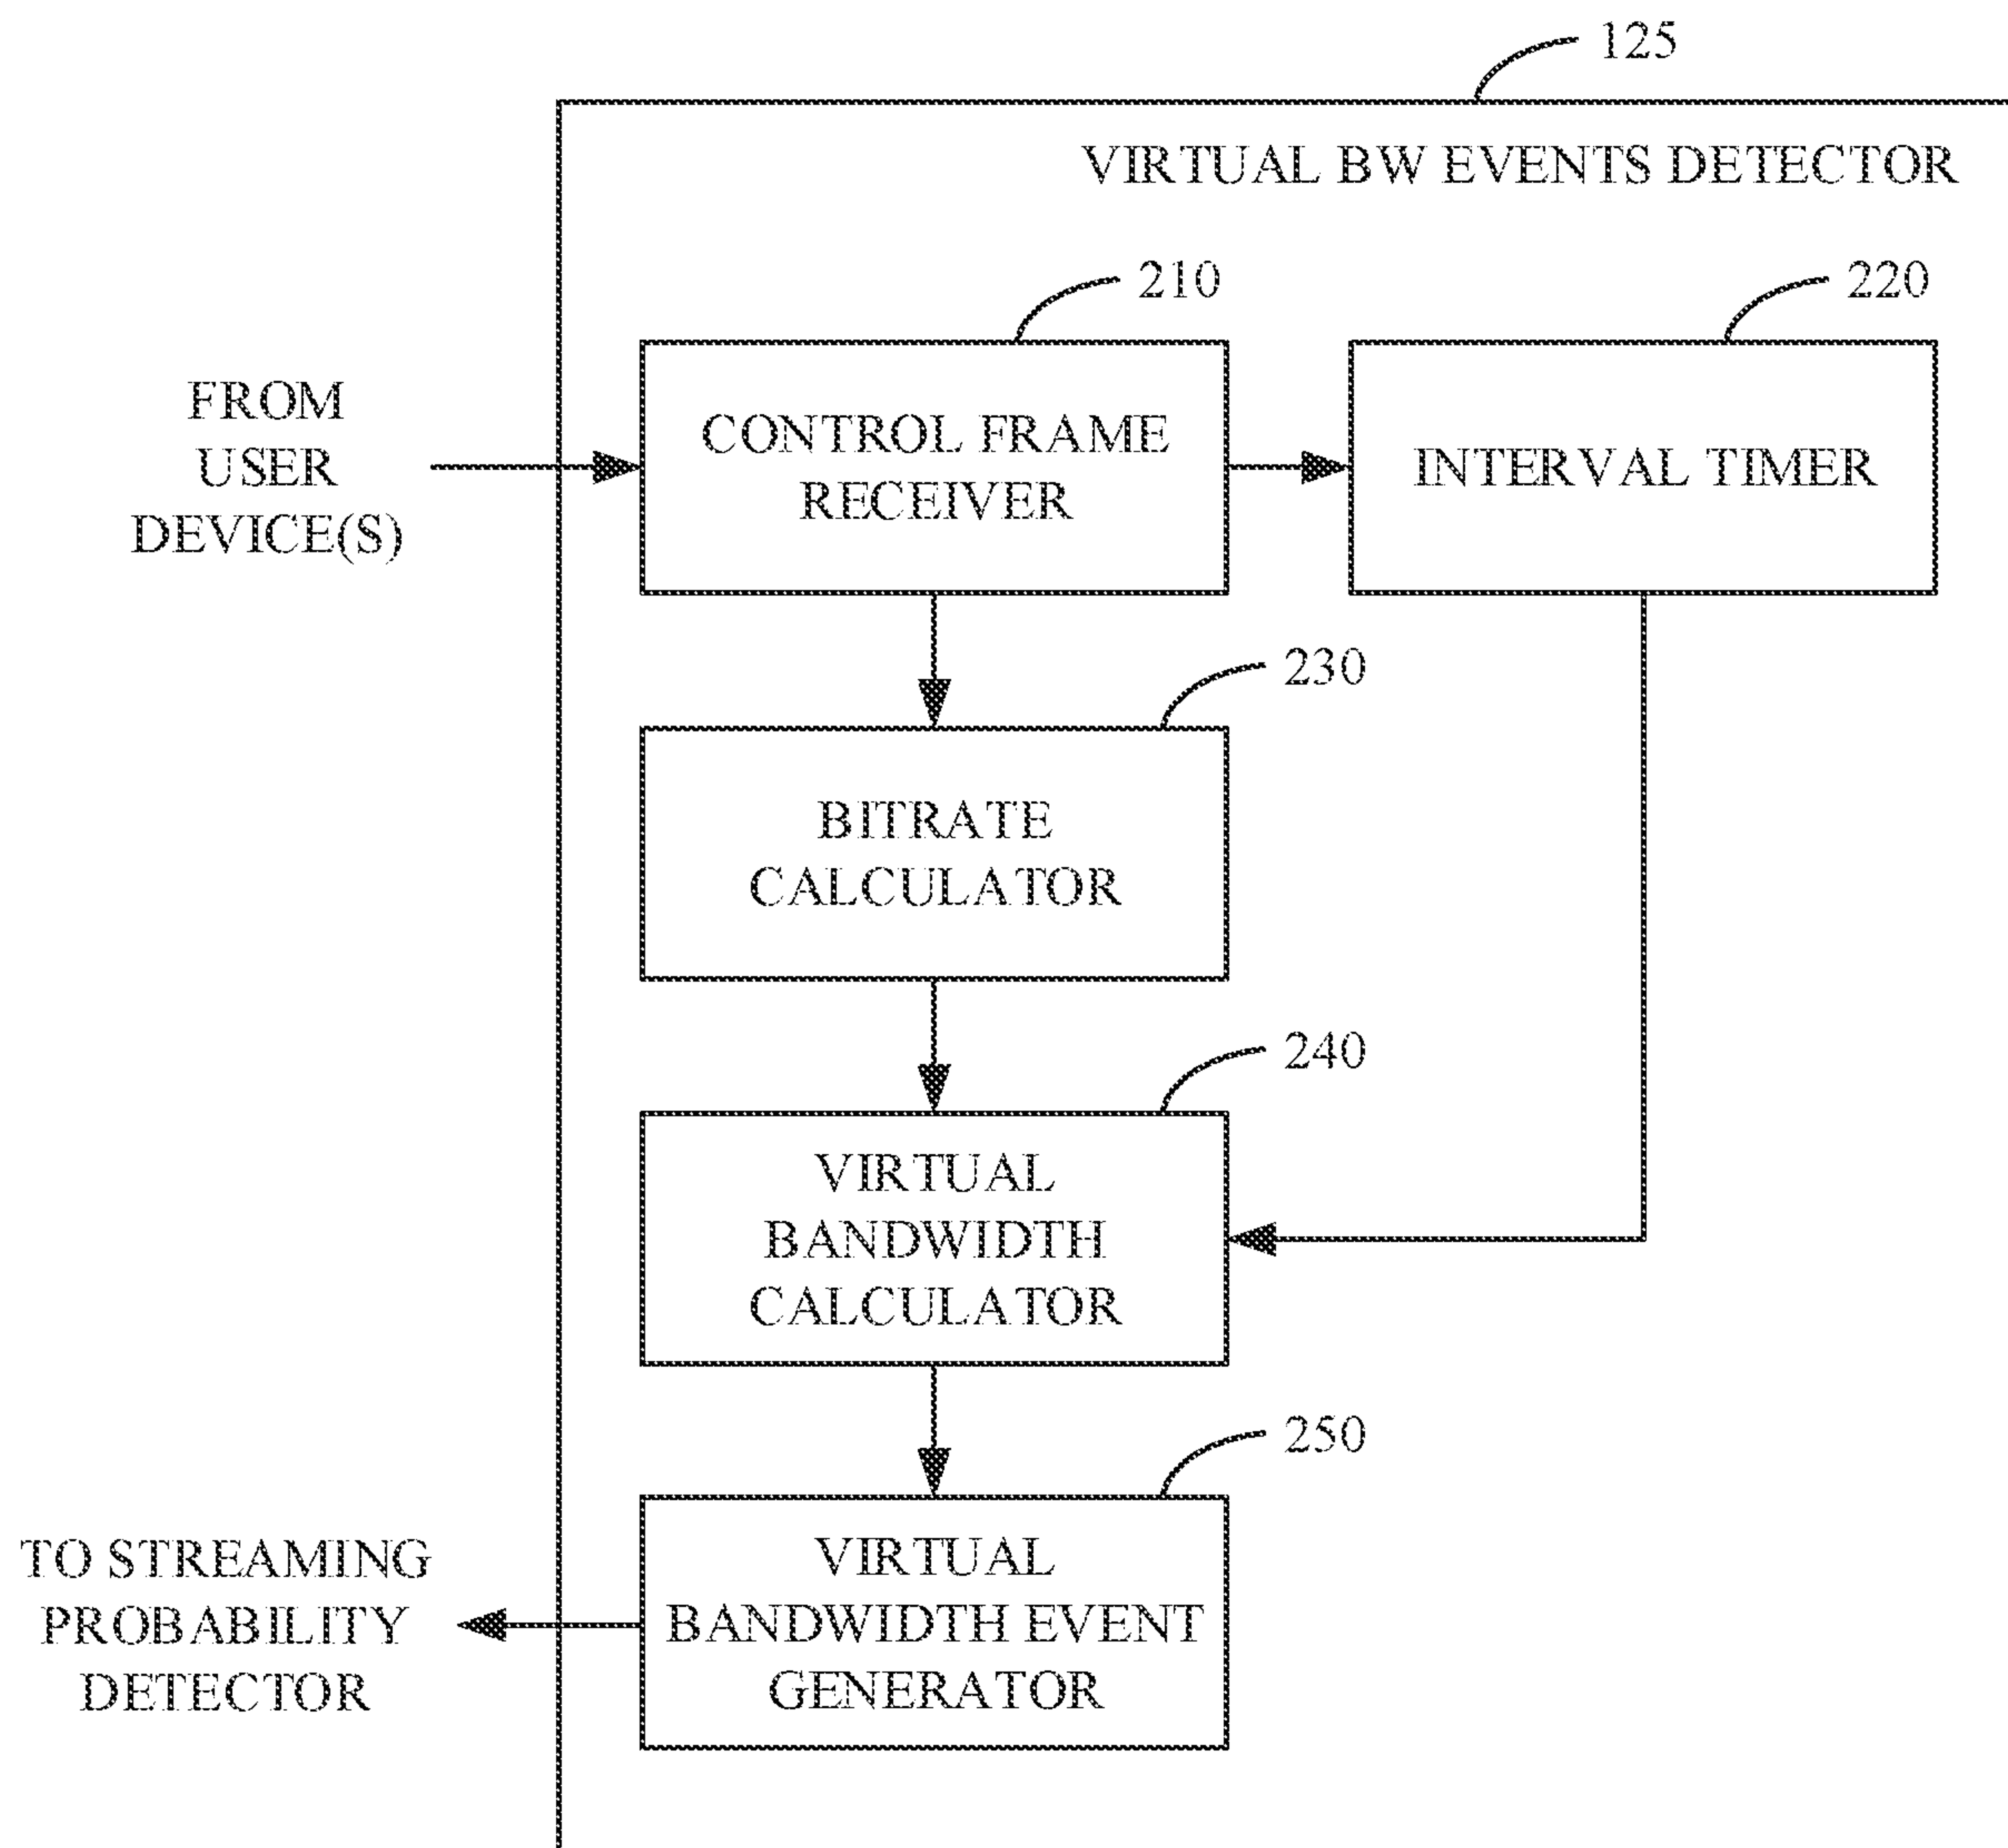 125
VIRTUAL BW EVENTS DETECTOR
210
220
FROM
USER
DEVICE(S)
CONTROL FRAME
RECEIVER
INTERVAL TIMER
230
BITRATE
CALCULATOR
240
VIRTUAL
BANDWIDTH
CALCULATOR
250
TO STREAMING
PROBABILITY
DETECTOR
VIRTUAL
BANDWIDTH EVENT
GENERATOR